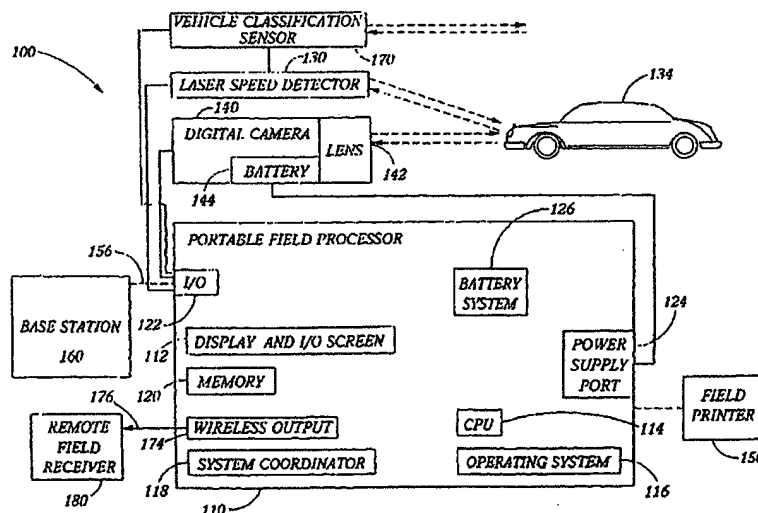 VEHICLE CLASSIFICATION
SENSOR
100
130
170
LASER SPEED DETECTOR
134
140
DIGITAL CAMERA
LENS
BATTERY
144
142
126
PORTABLE FIELD PROCESSOR
156
I/O
BATTERY
SYSTEM
124
BASE STATION
160
122
112
DISPLAY AND I/O SCREEN
POWER
SUPPLY
PORT
120
MEMORY
FIELD
PRINTER
176
REMOTE
FIELD
RECEIVER
174
WIRELESS OUTPUT
CPU
114
150
180
118
SYSTEM COORDINATOR
OPERATING SYSTEM
116
110